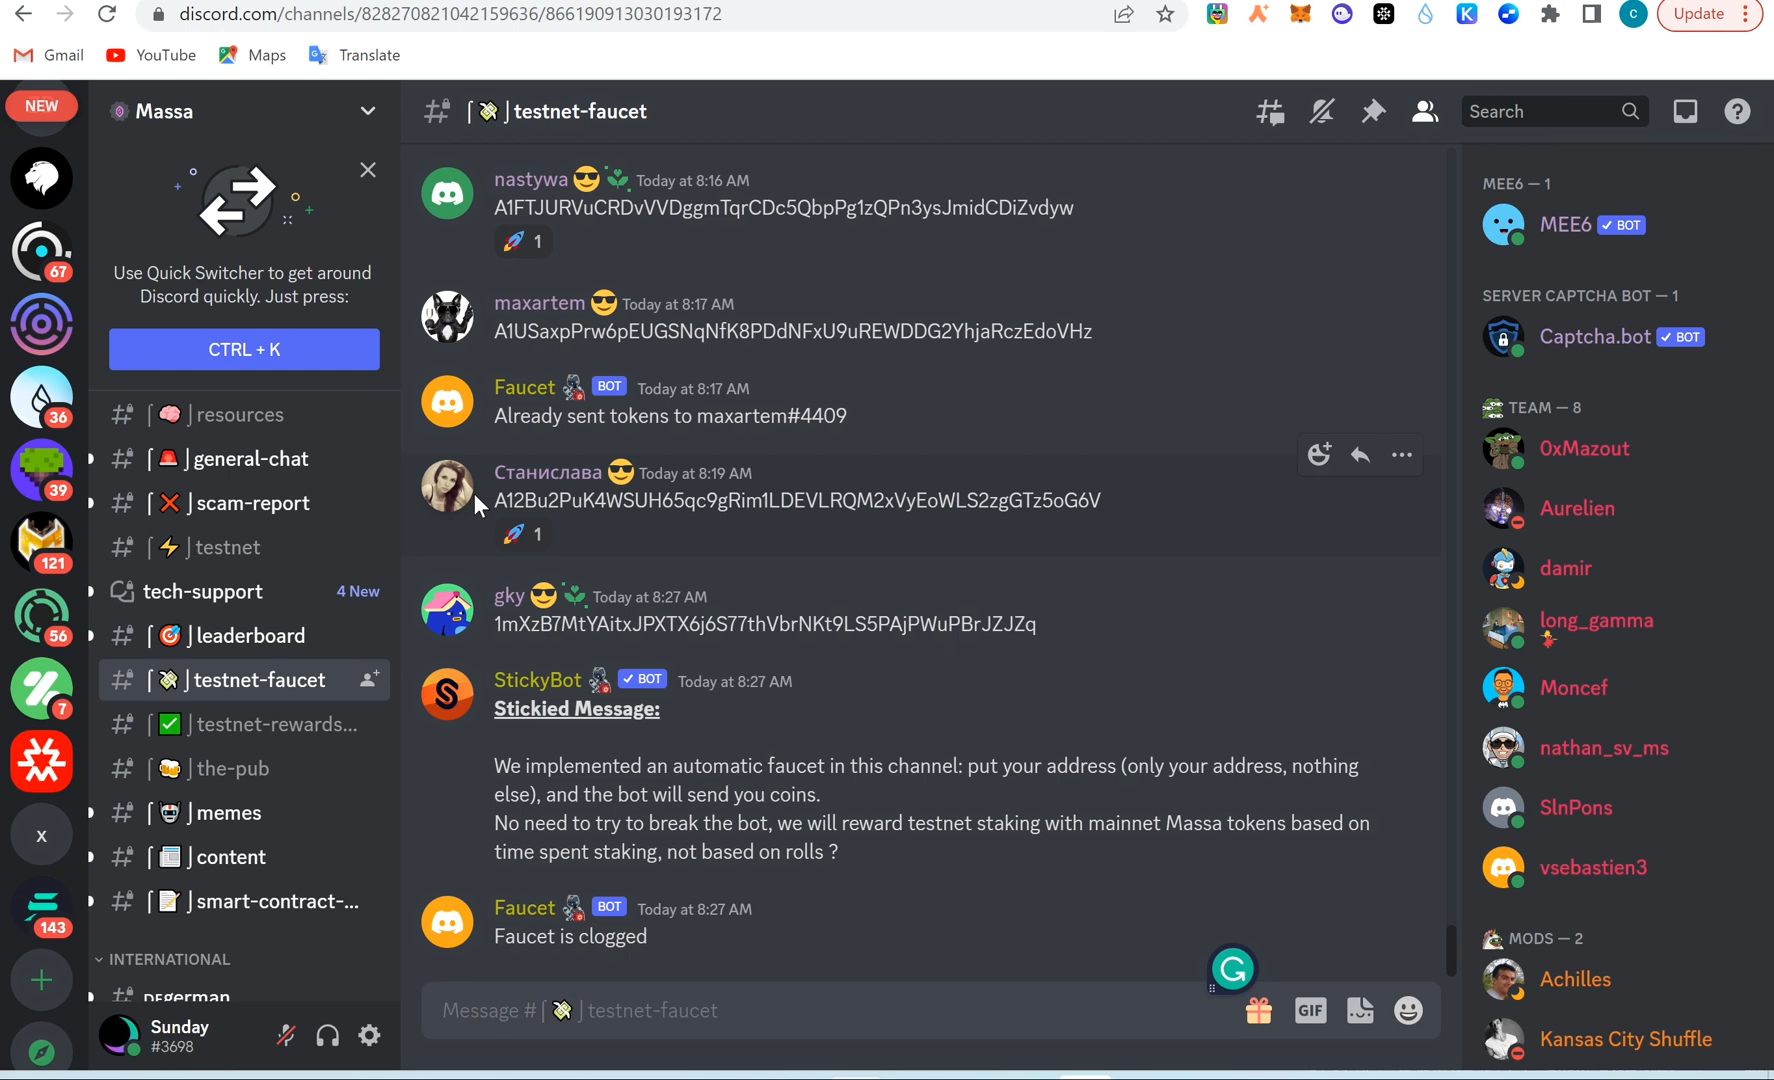 discord.com/channels/828270821042159636/866190913030193172
C
Update
Gmail
YouTube
Maps
Translate
NEW
67
36
39
121
56
7
X
143
Massa
Use Quick Switcher to get around
Discord quickly. Just press:
CTRL + K
resources
general-chat
scam-report
testnet
tech-support
4 New
leaderboard
testnet-faucet
testnet-rewards...
the-pub
memes
content
smart-contract-...
INTERNATIONAL
german
Sunday
#3698
testnet-faucet
Search
nastywa Today at 8:16 AM
A1FTJURVuCRDvVVDggmTqrCDc5QbpPg1zQPn3ysJmidCDiZvdyw
1
maxartem Today at 8:17 AM
A1USaxpPrw6pEUGSNqNfK8PDdNFxU9uREWDDG2YhjaRczEdoVHz
Faucet BOT Today at 8:17 AM
Already sent tokens to maxartem#4409
Станислава Today at 8:19 AM
A12Bu2PuK4WSUH65qc9gRim1LDEVLRQM2xVyEoWLS2zgGTz5oG6V
1
gky Today at 8:27 AM
1mXzB7MtYAitxJPXTX6j6S77thVbrNKt9LS5PAjPWuPBrJZJZq
StickyBot BOT Today at 8:27 AM
Stickied Message:
We implemented an automatic faucet in this channel: put your address (only your address, nothing
else), and the bot will send you coins.
No need to try to break the bot, we will reward testnet staking with mainnet Massa tokens based on
time spent staking, not based on rolls ?
Faucet BOT Today at 8:27 AM
Faucet is clogged
Message # testnet-faucet
GIF
MEE6 — 1
MEE6 BOT
SERVER CAPTCHA BOT — 1
Captcha.bot BOT
TEAM — 8
0xMazout
Aurelien
damir
long_gamma
Moncef
nathan_sv_ms
SlnPons
vsebastien3
MODS — 2
Achilles
Kansas City Shuffle